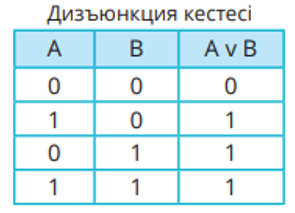 Дизъюнкция кестесі
A B A v B
0 0 0
1 0 1
0 1 1
1 1 1